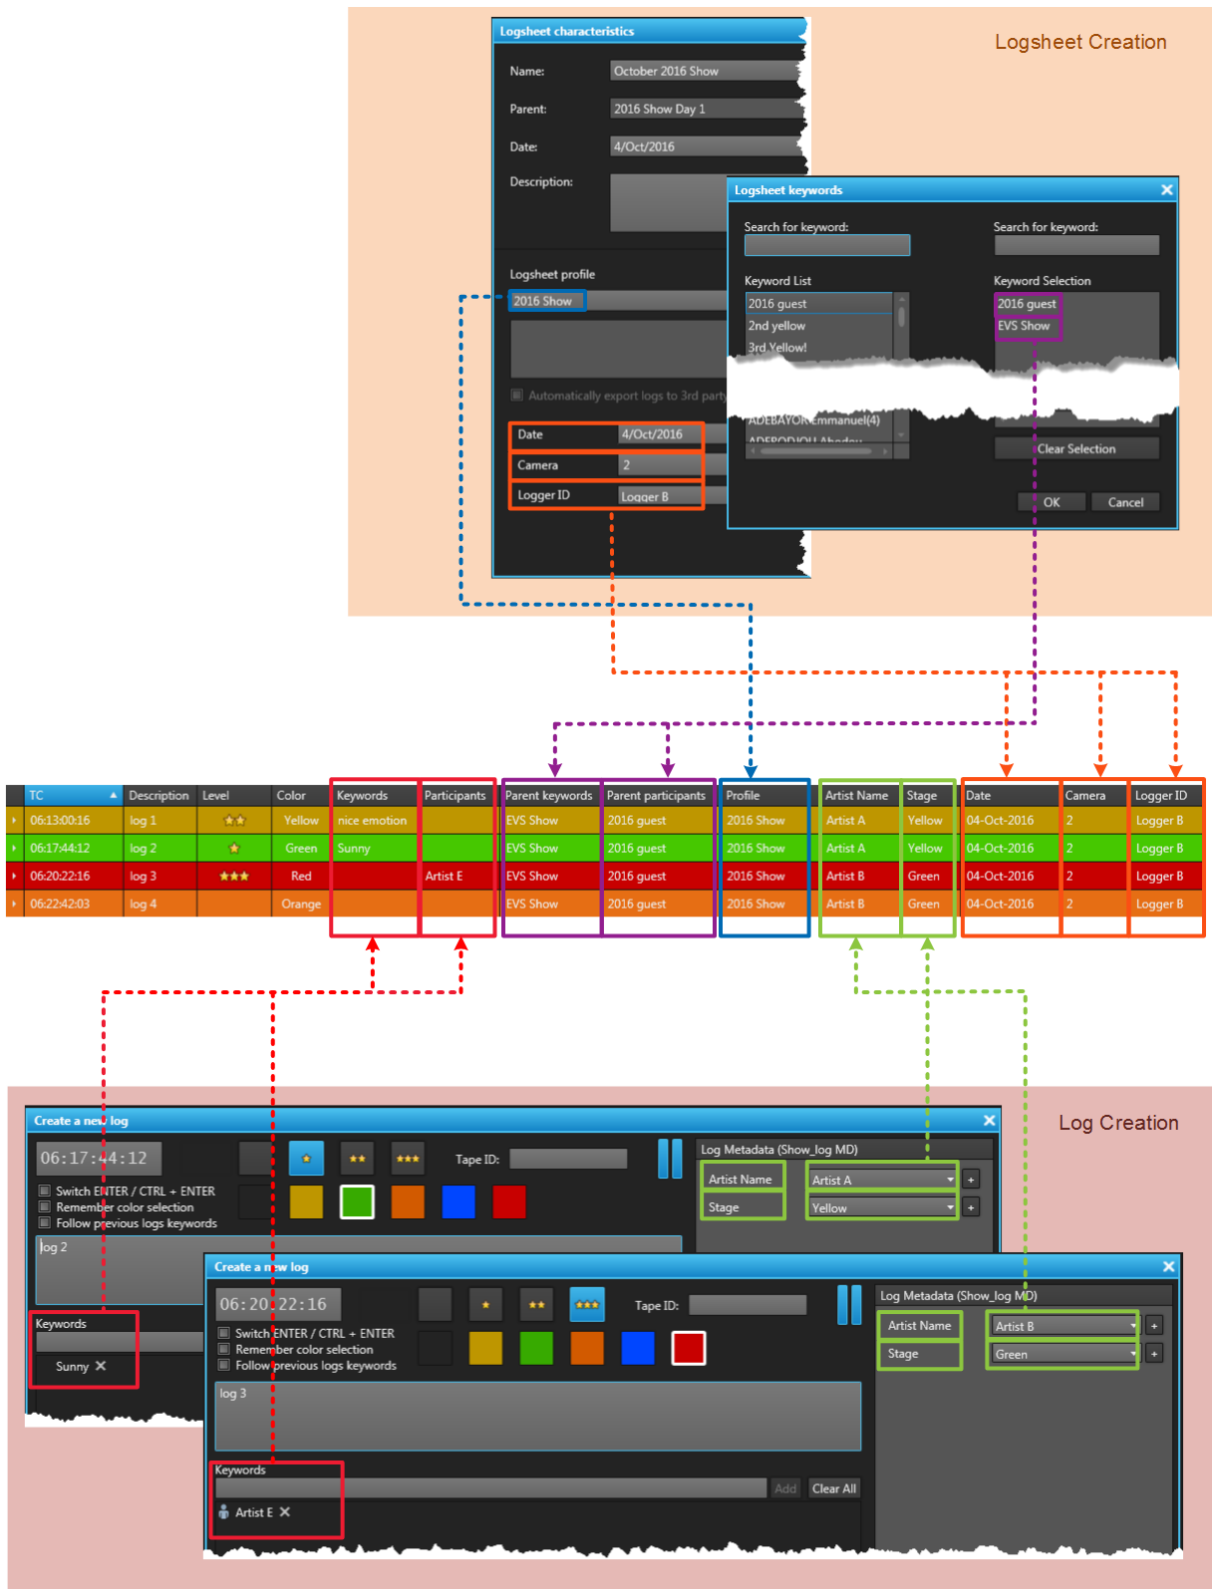 Logsheet Creation
Logsheet characteristics
Name: October 2016 Show
Parent: 2016 Show Day 1
Date: 4/Oct/2016
Description:
Logsheet profile
2016 Show
Automatically export logs to 3rd party
Date 4/Oct/2016
Camera 2
Logger ID Logger B
Logsheet keywords
Search for keyword: Search for keyword:
Keyword List Keyword Selection
2016 guest 2016 guest
2nd yellow EVS Show
3rd Yellow!
ADEBAYOR Emmanuel(4)
Clear Selection
OK Cancel
TC Description Level Color Keywords Participants Parent keywords Parent participants Profile Artist Name Stage Date Camera Logger ID
06:13:00:16 log 1 Yellow nice emotion EVS Show 2016 guest 2016 Show Artist A Yellow 04-Oct-2016 2 Logger B
06:17:44:12 log 2 Green Sunny EVS Show 2016 guest 2016 Show Artist A Yellow 04-Oct-2016 2 Logger B
06:20:22:16 log 3 Red Artist E EVS Show 2016 guest 2016 Show Artist B Green 04-Oct-2016 2 Logger B
06:22:42:03 log 4 Orange EVS Show 2016 guest 2016 Show Artist B Green 04-Oct-2016 2 Logger B
Log Creation
Create a new log
06:17:44:12
Tape ID:
Switch ENTER / CTRL + ENTER
Remember color selection
Follow previous logs keywords
log 2
Keywords
Sunny
Log Metadata (Show_log MD)
Artist Name Artist A
Stage Yellow
Create a new log
06:20:22:16
Tape ID:
Switch ENTER / CTRL + ENTER
Remember color selection
Follow previous logs keywords
log 3
Keywords
Add Clear All
Artist E
Log Metadata (Show_log MD)
Artist Name Artist B
Stage Green